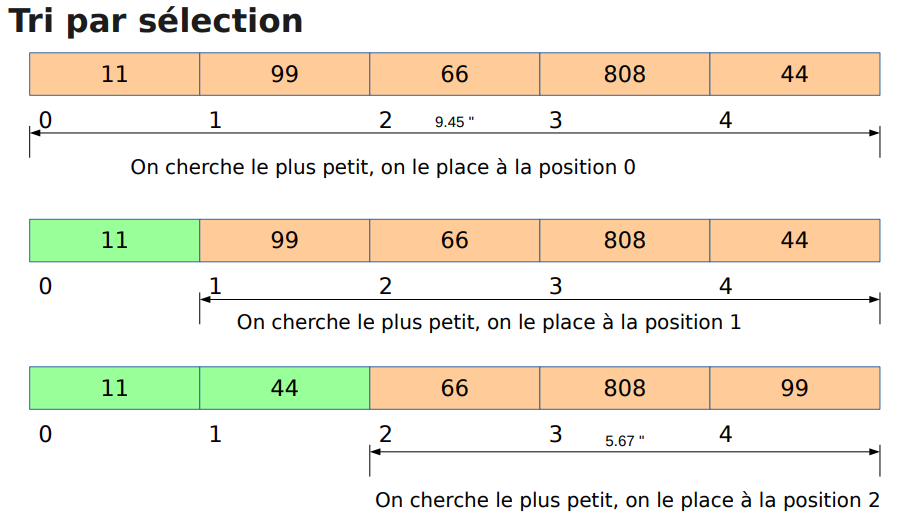 Tri par sélection
11 99 66 808 44
0 1 2 9.45 " 3 4
On cherche le plus petit, on le place à la position 0
11 99 66 808 44
0 1 2 3 4
On cherche le plus petit, on le place à la position 1
11 44 66 808 99
0 1 2 3 5.67 " 4
On cherche le plus petit, on le place à la position 2